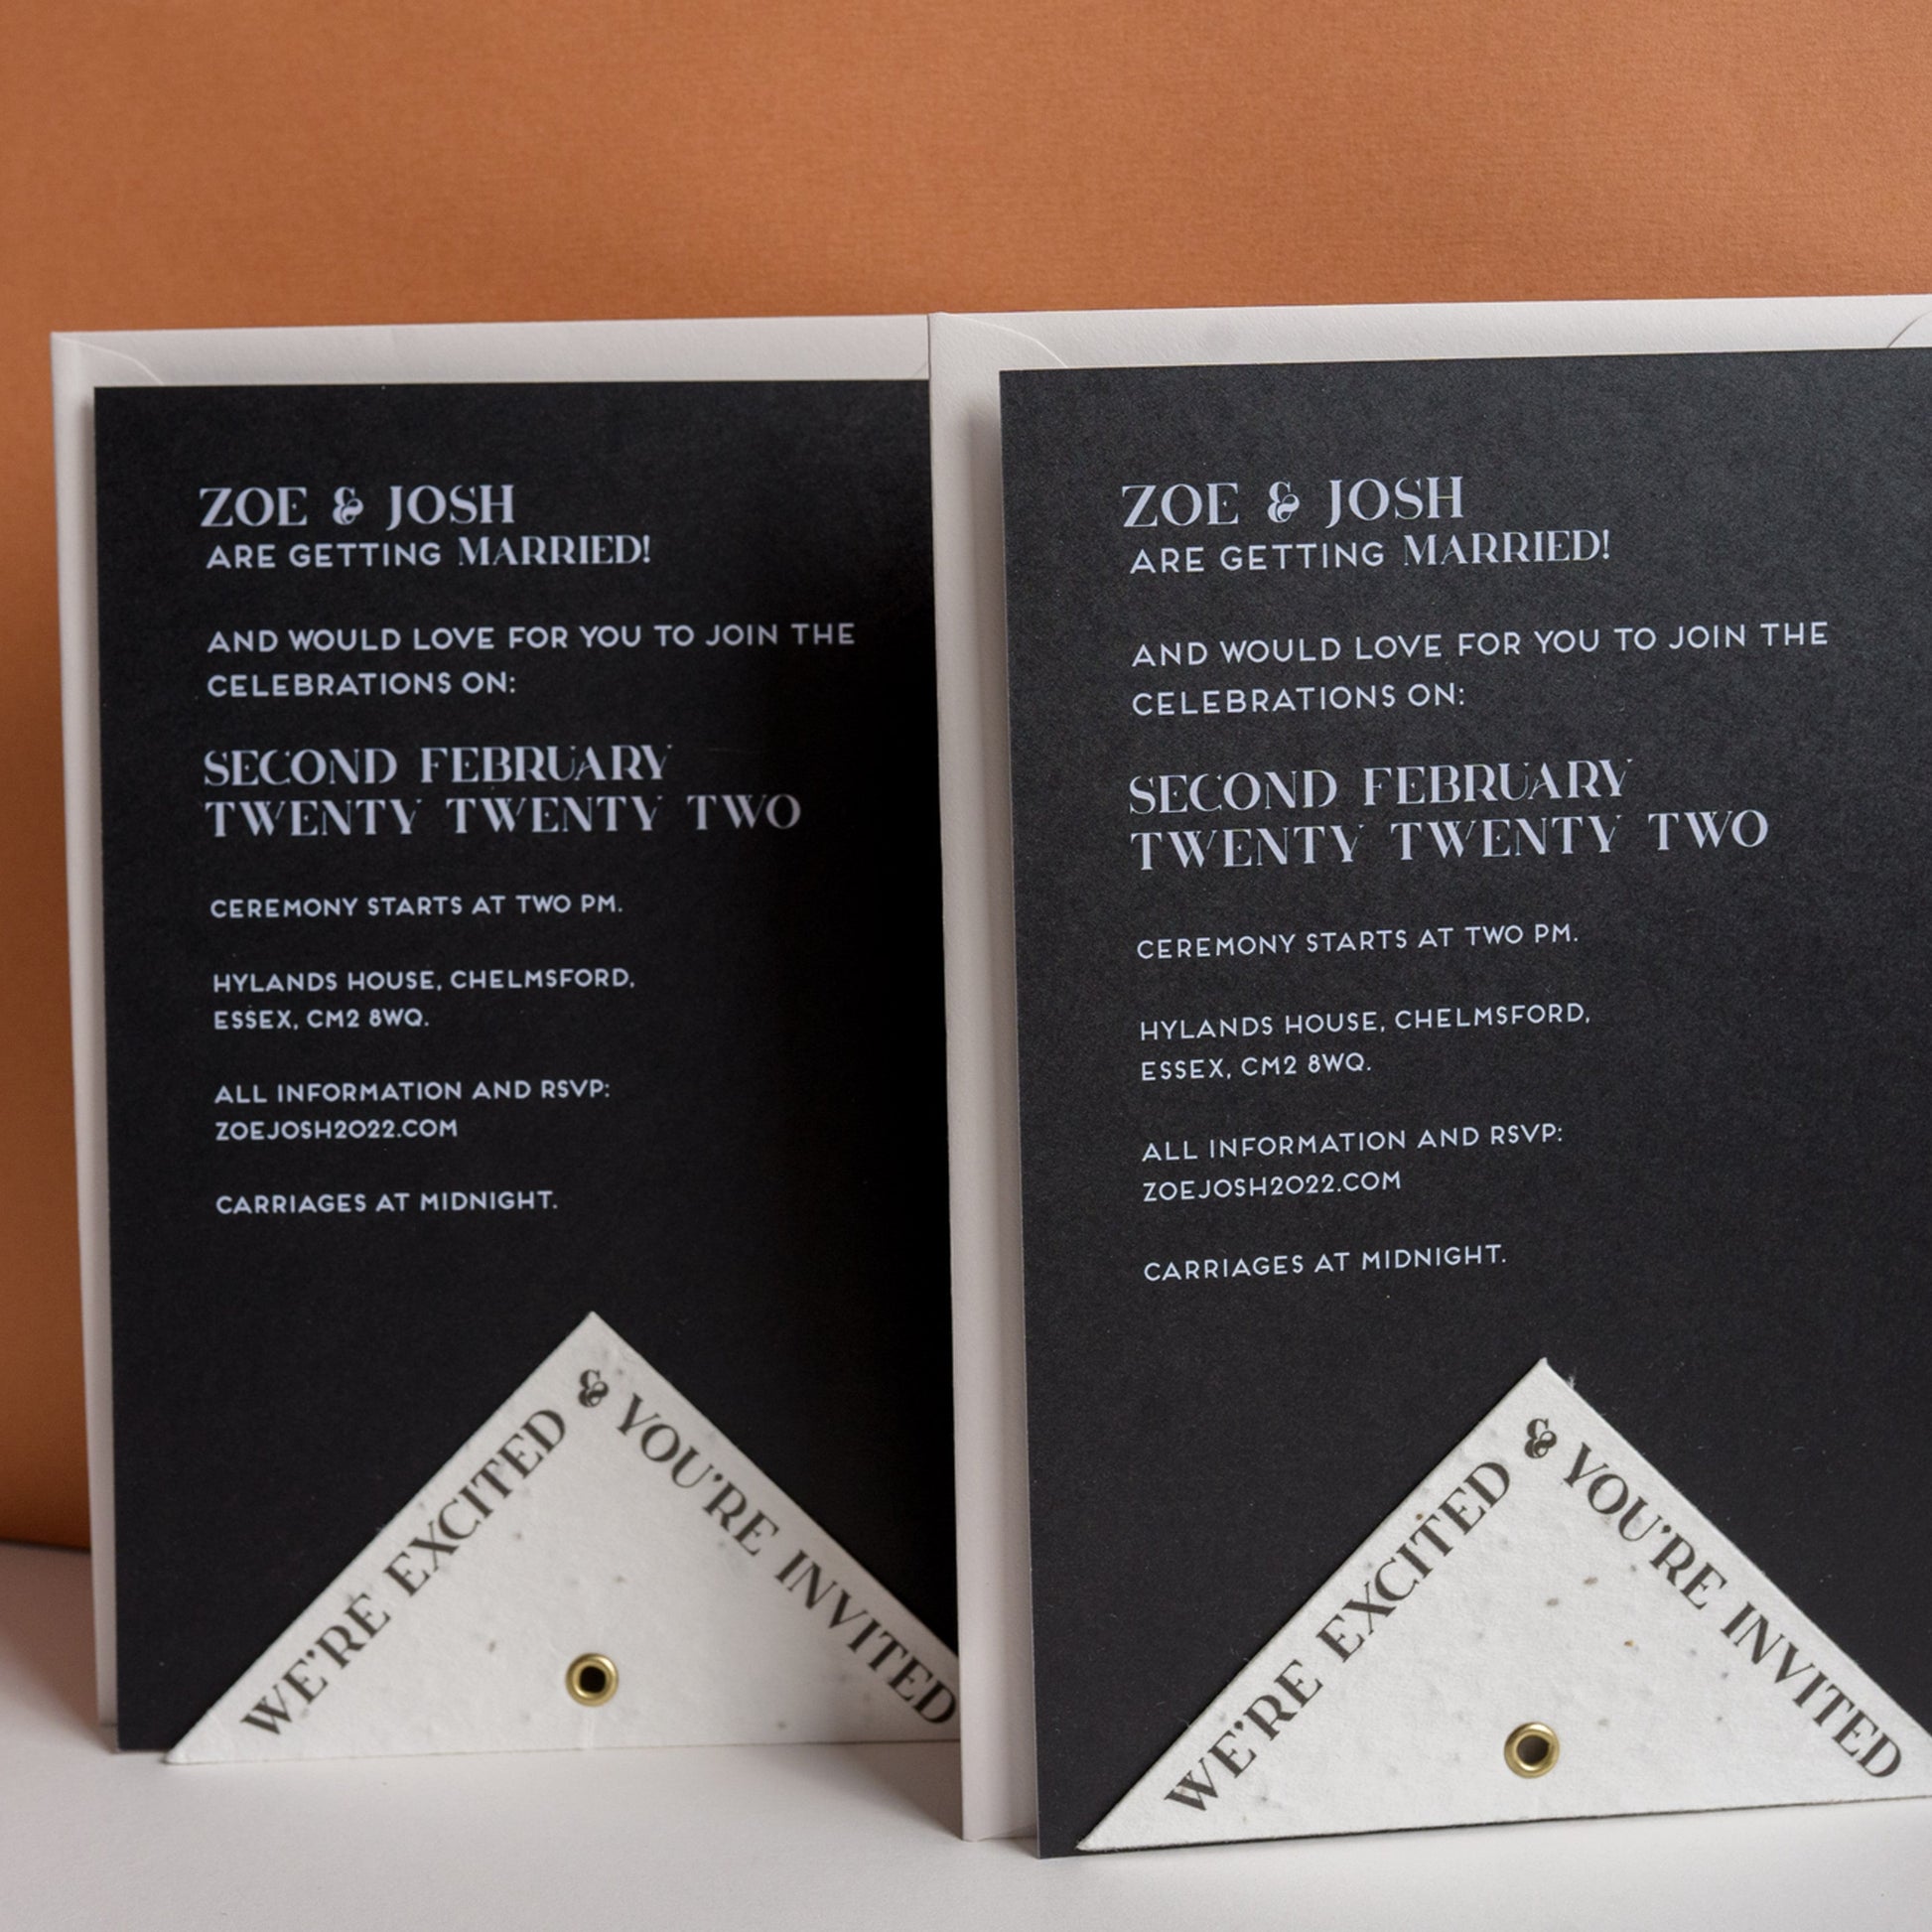 ZOE & JOSH
ARE GETTING MARRIED!
AND WOULD LOVE FOR YOU TO JOIN THE
CELEBRATIONS ON:
SECOND FEBRUARY
TWENTY TWENTY TWO
CEREMONY STARTS AT TWO PM.
HYLANDS HOUSE, CHELMSFORD,
ESSEX, CM2 8WQ.
ALL INFORMATION AND RSVP:
ZOEJOSH2022.COM
CARRIAGES AT MIDNIGHT.
WE'RE EXCITED & YOU'RE INVITED
ZOE & JOSH
ARE GETTING MARRIED!
AND WOULD LOVE FOR YOU TO JOIN THE
CELEBRATIONS ON:
SECOND FEBRUARY
TWENTY TWENTY TWO
CEREMONY STARTS AT TWO PM.
HYLANDS HOUSE, CHELMSFORD,
ESSEX, CM2 8WQ.
ALL INFORMATION AND RSVP:
ZOEJOSH2022.COM
CARRIAGES AT MIDNIGHT.
WE'RE EXCITED & YOU'RE INVITED